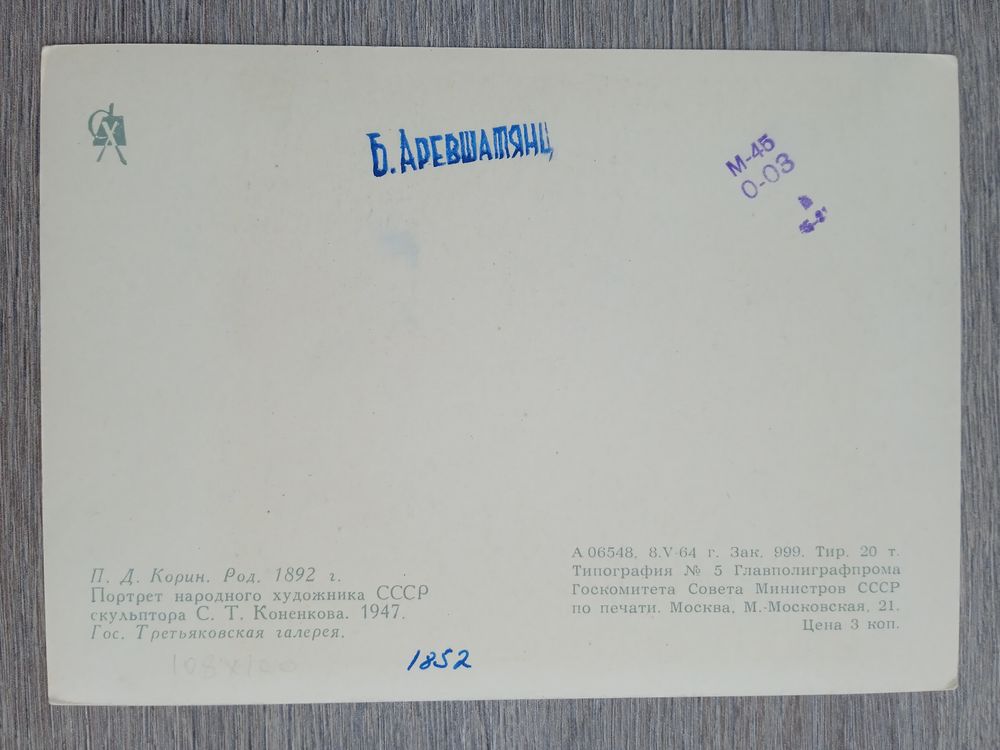 Б. АРЕВШАТЯНЦ
М-45
О-03
П. Д. Корин. Род. 1892 г.
Портрет народного художника СССР
скульптора С. Т. Коненкова. 1947.
Гос. Третьяковская галерея.
А 06548. 8.V-64 г. Зак. 999. Тир. 20 т.
Типография № 5 Главполиграфпрома
Госкомитета Совета Министров СССР
по печати. Москва, М.-Московская, 21.
Цена 3 коп.
108х100
1852